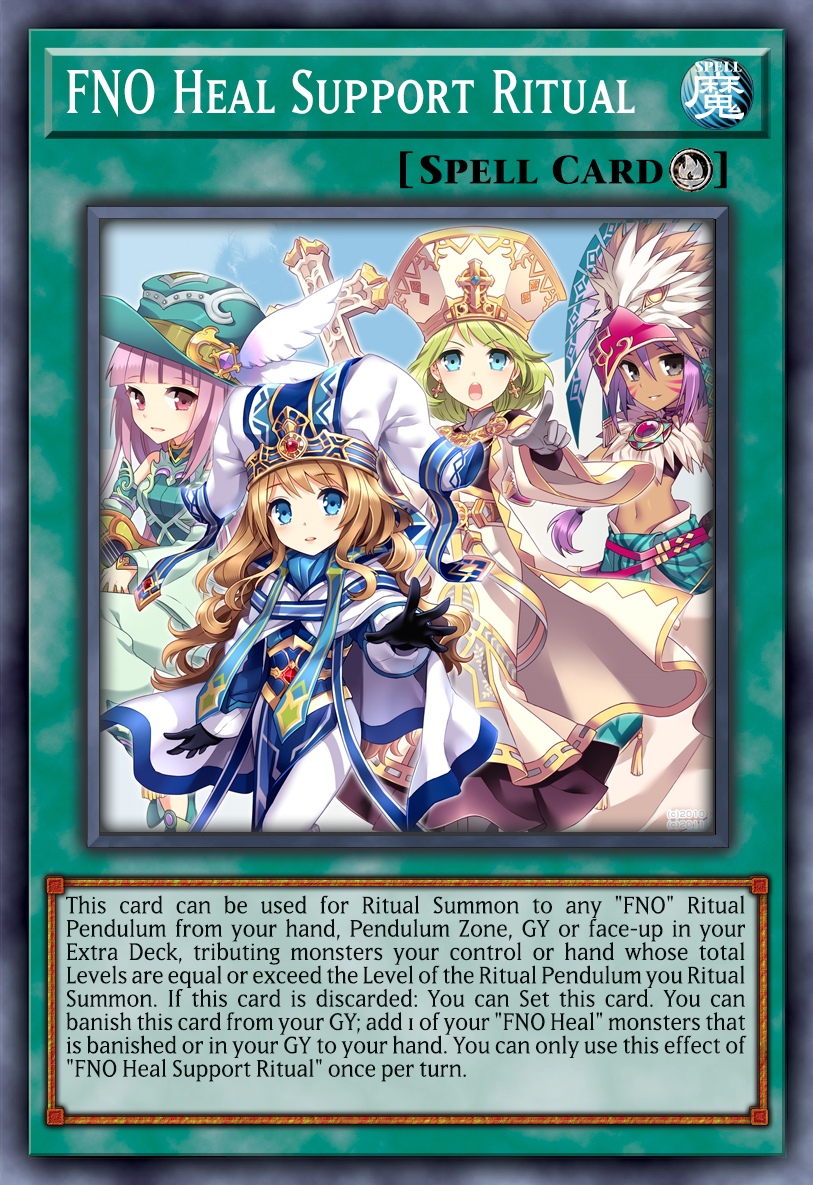 FNO Heal Support Ritual
SPELL
魔
[Spell Card]
(c)2010
This card can be used for Ritual Summon to any "FNO" Ritual
Pendulum from your hand, Pendulum Zone, GY or face-up in your
Extra Deck, tributing monsters your control or hand whose total
Levels are equal or exceed the Level of the Ritual Pendulum you Ritual
Summon. If this card is discarded: You can Set this card. You can
banish this card from your GY; add 1 of your "FNO Heal" monsters that
is banished or in your GY to your hand. You can only use this effect of
"FNO Heal Support Ritual" once per turn.